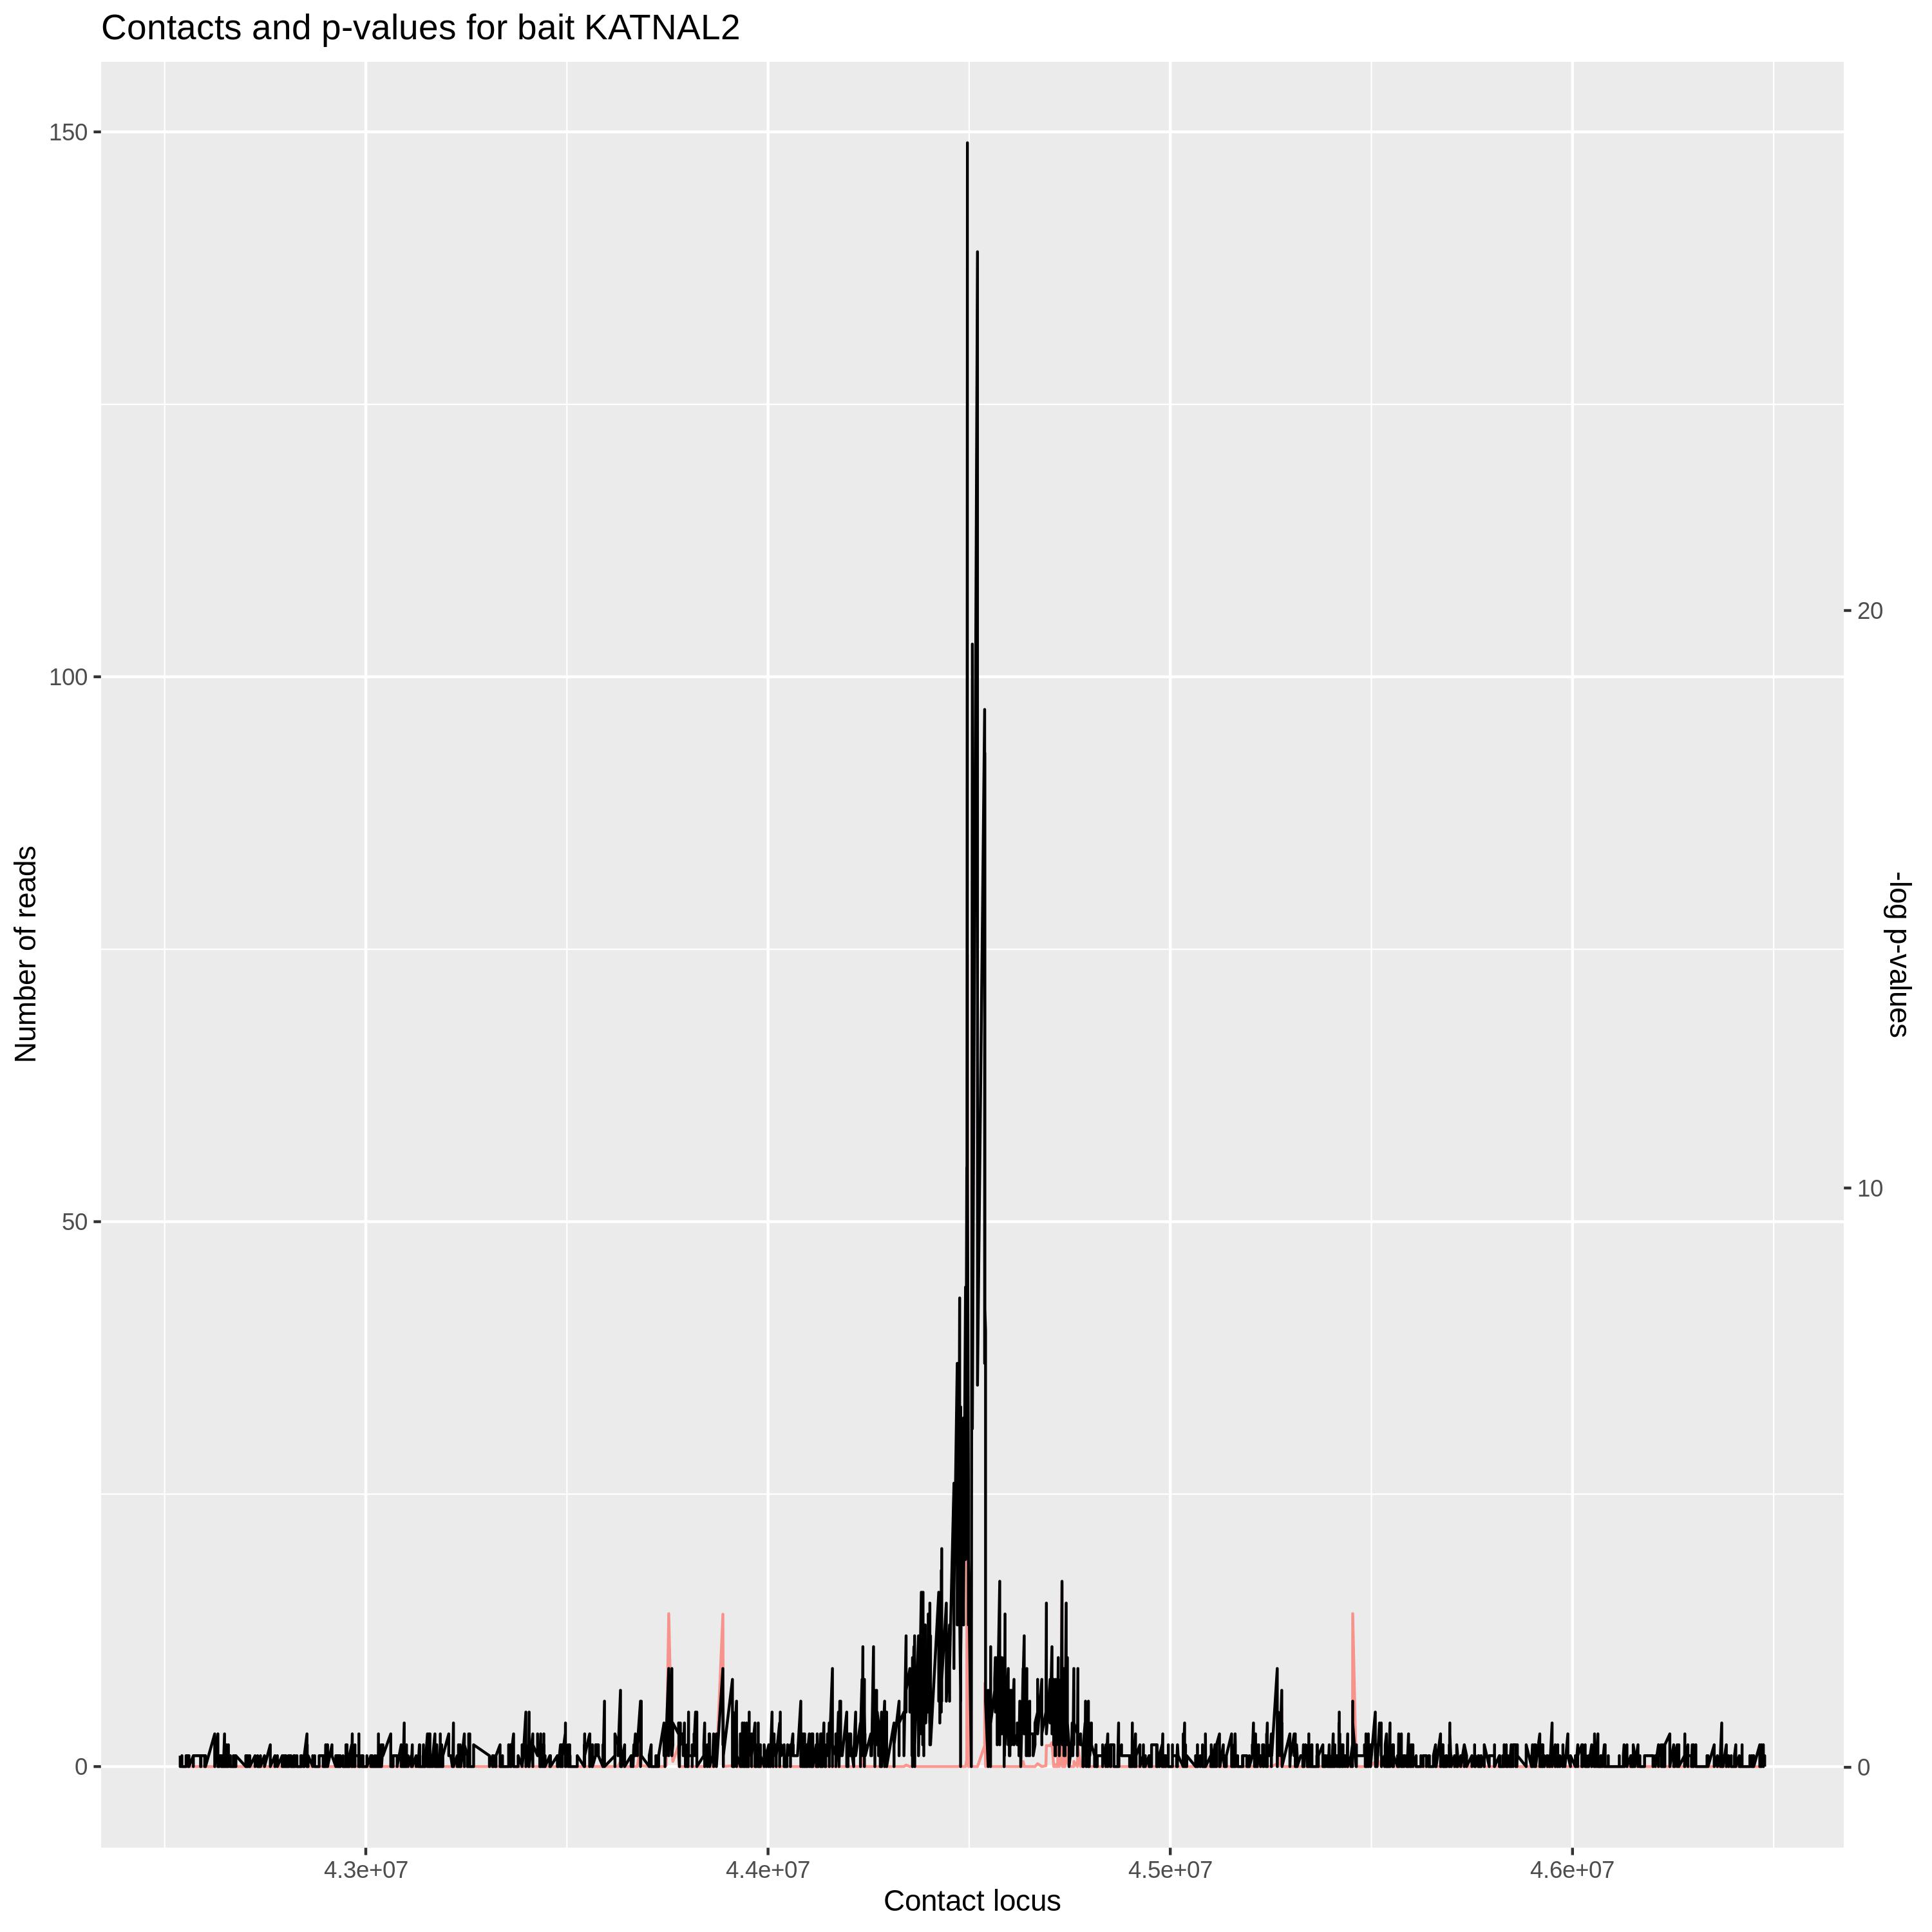 Contacts and p-values for bait KATNAL2
150
100
50
0
Number of reads
20
10
0
-log p-values
4.3e+07 4.4e+07 4.5e+07 4.6e+07
Contact locus